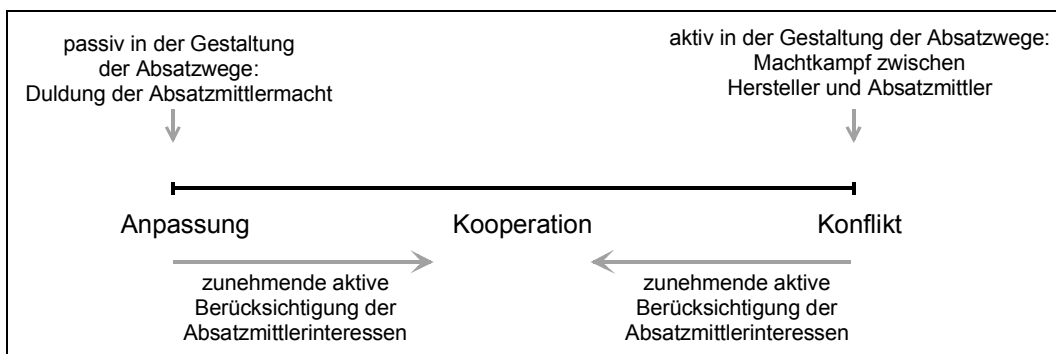 passiv in der Gestaltung
der Absatzwege:
Duldung der Absatzmittlermacht
aktiv in der Gestaltung der Absatzwege:
Machtkampf zwischen
Hersteller und Absatzmittler
Anpassung
Kooperation
Konflikt
zunehmende aktive
Berücksichtigung der
Absatzmittlerinteressen
zunehmende aktive
Berücksichtigung der
Absatzmittlerinteressen